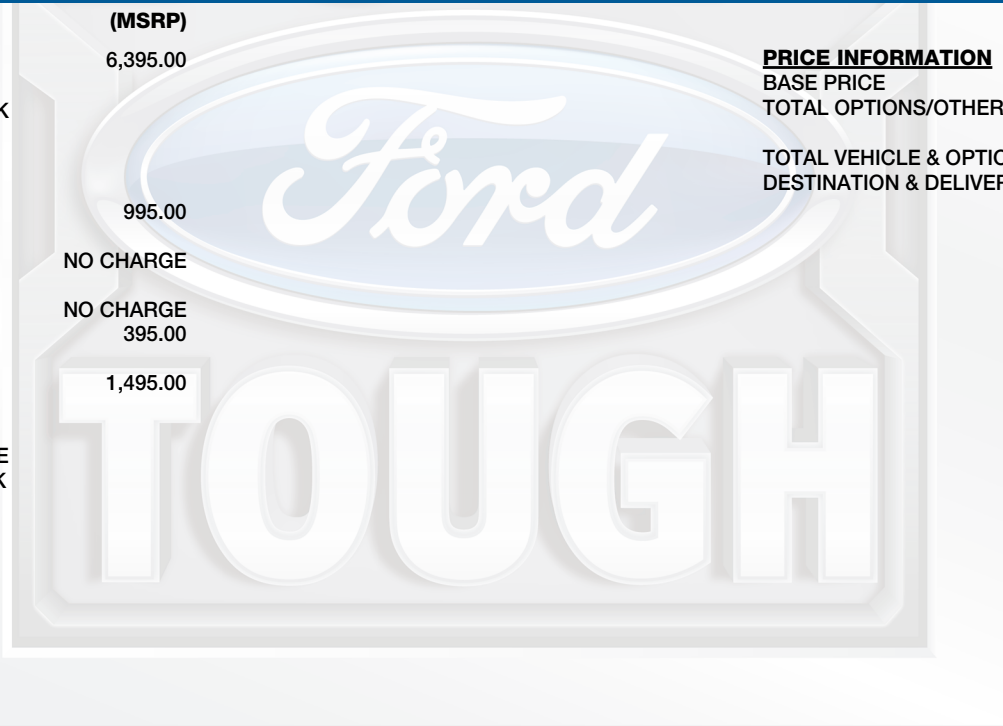 (MSRP)
6,395.00
K
995.00
NO CHARGE
NO CHARGE
395.00
1,495.00
E
K
PRICE INFORMATION
BASE PRICE
TOTAL OPTIONS/OTHER
TOTAL VEHICLE & OPTIO
DESTINATION & DELIVER
Ford
TOUGH